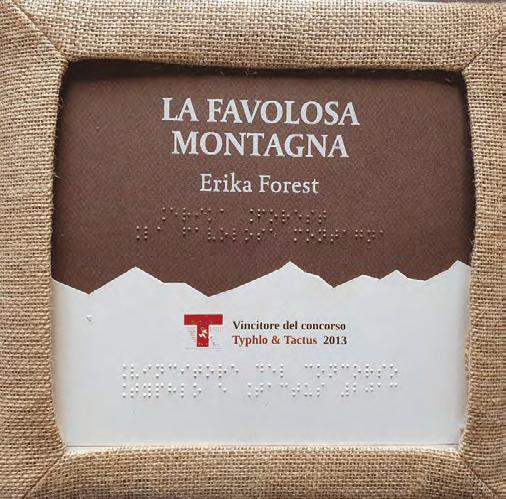 LA FAVOLOSA
MONTAGNA
Erika Forest
Vincitore del concorso
Typhlo & Tactus 2013